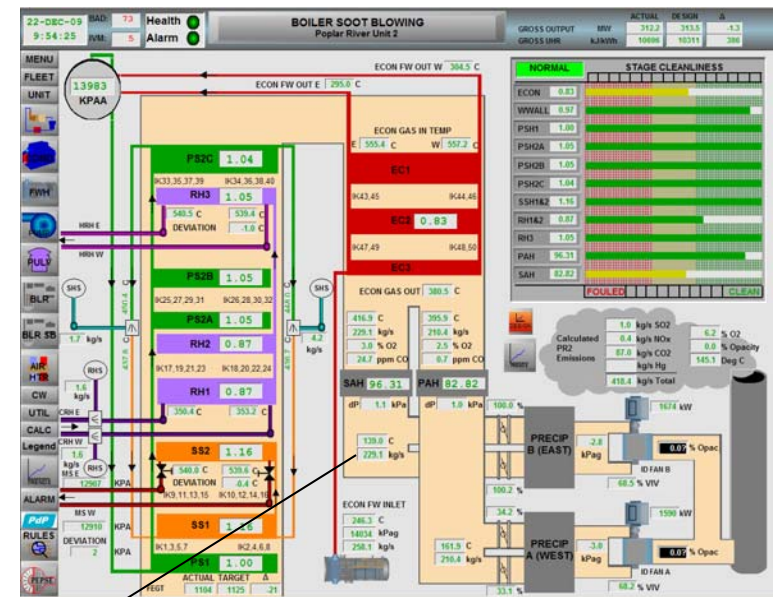 22-DEC-09 BAD: 73 Health
9:54:25 IVM: 5 Alarm
BOILER SOOT BLOWING
Poplar River Unit 2
ACTUAL DESIGN Δ
GROSS OUTPUT MW 312.2 313.5 -1.3
GROSS UHR kJ/kWh 10696 10311 386
MENU
FLEET
UNIT
FWH
PULV
BLR
BLR SB
AIR
HTR
CW
UTIL
CALC
Legend
ALARM
PdP
RULES
13983
KPAA
ECON FW OUT W 304.5 C
ECON FW OUT E 295.0 C
ECON GAS IN TEMP
E 555.4 C W 557.2 C
PS2C 1.04
IK33,35,37,39 IK34,36,38,40
RH3 1.05
540.5 C 539.4 C
DEVIATION -1.0 C
HRH E
HRH W
PS2B 1.05
IK25,27,29,31 IK26,28,30,32
PS2A 1.05
RH2 0.87
IK17,19,21,23 IK18,20,22,24
RH1 0.87
350.4 C 353.2 C
SS2 1.16
540.0 C 539.6 C
DEVIATION -0.4 C
IK9,11,13,15 IK10,12,14,16
SS1 1.16
IK1,3,5,7 IK2,4,6,8
PS1 1.00
ACTUAL TARGET Δ
FEGT 1104 1125 -21
SHS
1.7 kg/s
SHS
4.2
kg/s
RHS
1.6
kg/s
CRH E
CRH W
1.6
kg/s
RHS
MS E
12967 KPA
MS W
12910 KPA
DEVIATION
2 KPA
EC1
IK43,45 IK44,46
EC2 0.83
IK47,49 IK48,50
EC3
ECON GAS OUT 380.5 C
416.9 C 395.9 C
229.1 kg/s 210.4 kg/s
3.0 % O2 2.5 % O2
24.7 ppm CO 0.7 ppm CO
SAH 96.31 PAH 82.82
dP 1.1 kPa dP 1.0 kPa
139.0 C
229.1 kg/s
ECON FW INLET
246.3 C
14034 kPag
258.1 kg/s
161.9 C
210.4 kg/s
100.0 %
100.2 %
34.2 %
33.1 %
NORMAL STAGE CLEANLINESS
ECON 0.83
WWALL 0.97
PSH1 1.00
PSH2A 1.05
PSH2B 1.05
PSH2C 1.04
SSH1&2 1.16
RH1&2 0.87
RH3 1.05
PAH 96.31
SAH 82.82
FOULED CLEAN
Calculated
PR2
Emissions
1.0 kg/s SO2
0.4 kg/s NOx
87.0 kg/s CO2
kg/s Hg
418.4 kg/s Total
6.2 % O2
0.0 % Opacity
145.1 Deg C
PRECIP
B (EAST)
-2.8
kPag
1674 kW
0.0? % Opac
ID FAN B
68.5 % VIV
PRECIP
A (WEST)
-3.0
kPag
1590 kW
0.0? % Opac
ID FAN A
68.2 % VIV